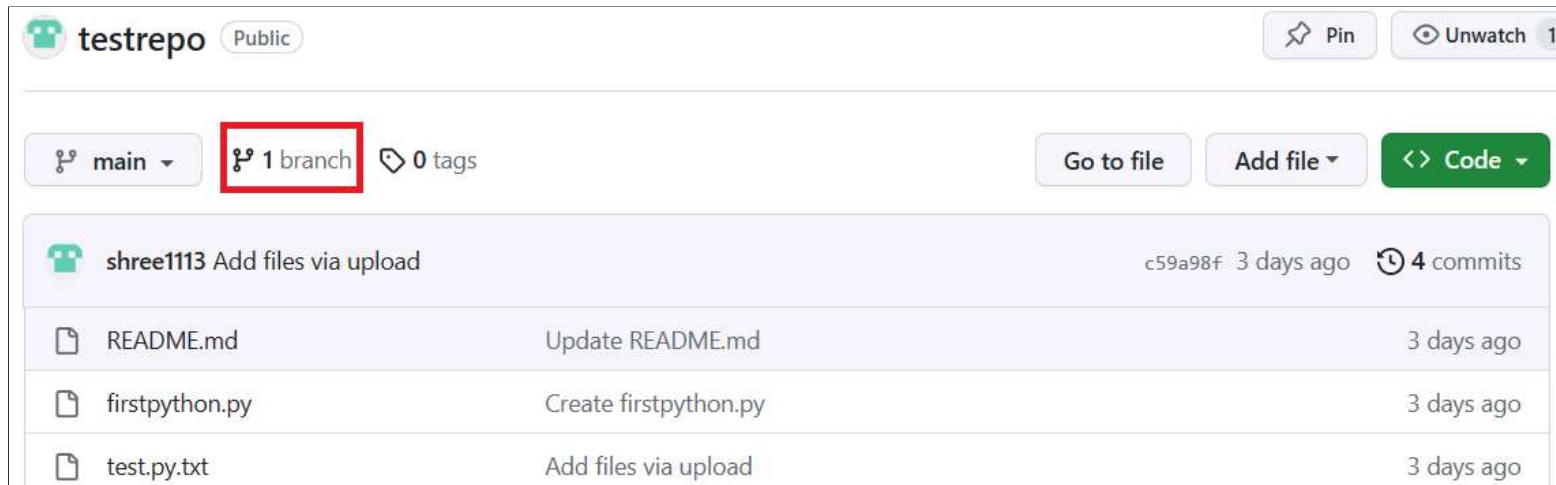 testrepo Public Pin Unwatch 1
main 1 branch 0 tags Go to file Add file <> Code
shree1113 Add files via upload c59a98f 3 days ago 4 commits
README.md Update README.md 3 days ago
firstpython.py Create firstpython.py 3 days ago
test.py.txt Add files via upload 3 days ago